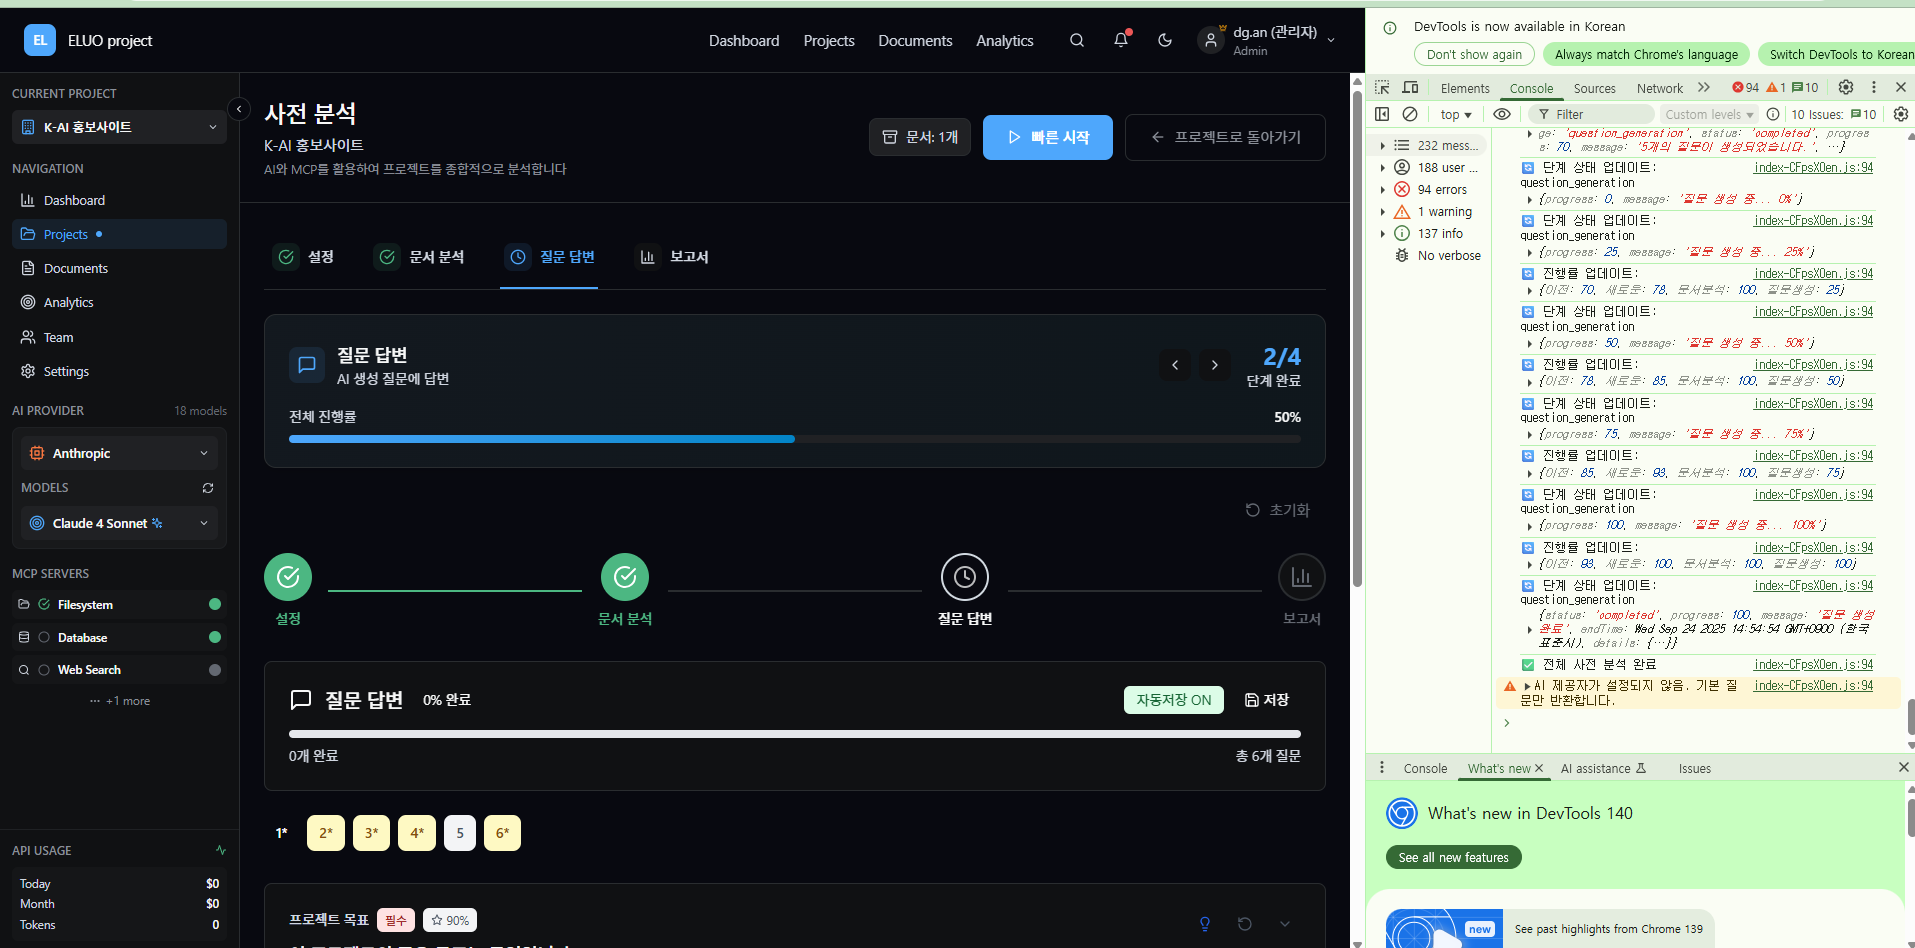 EL
ELUO project
Dashboard
Projects
Documents
Analytics
dg.an (관리자)
Admin
CURRENT PROJECT
K-AI 홍보사이트
NAVIGATION
Dashboard
Projects
Documents
Analytics
Team
Settings
AI PROVIDER
18 models
Anthropic
MODELS
Claude 4 Sonnet
MCP SERVERS
Filesystem
Database
Web Search
··· +1 more
API USAGE
Today $0
Month $0
Tokens 0
사전 분석
K-AI 홍보사이트
AI와 MCP를 활용하여 프로젝트를 종합적으로 분석합니다
문서: 1개
빠른 시작
프로젝트로 돌아가기
설정
문서 분석
질문 답변
보고서
질문 답변
AI 생성 질문에 답변
2/4
단계 완료
전체 진행률
50%
초기화
설정
문서 분석
질문 답변
보고서
질문 답변
0% 완료
자동저장 ON
저장
0개 완료
총 6개 질문
1*
2*
3*
4*
5
6*
프로젝트 목표
필수
90%
DevTools is now available in Korean
Don't show again
Always match Chrome's language
Switch DevTools to Korean
Elements
Console
Sources
Network
94
1
10
top
Filter
Custom levels
10 Issues:
10
232 mess...
188 user ...
94 errors
1 warning
137 info
No verbose
ge: 'question_generation', status: 'completed', progres
s: 70, message: '5개의 질문이 생성되었습니다.', …}
단계 상태 업데이트: index-CFpsXOen.js:94
question_generation
{progress: 0, message: '질문 생성 중... 0%'}
단계 상태 업데이트: index-CFpsXOen.js:94
question_generation
{progress: 25, message: '질문 생성 중... 25%'}
진행률 업데이트: index-CFpsXOen.js:94
{이전: 70, 새로운: 78, 문서분석: 100, 질문생성: 25}
단계 상태 업데이트: index-CFpsXOen.js:94
question_generation
{progress: 50, message: '질문 생성 중... 50%'}
진행률 업데이트: index-CFpsXOen.js:94
{이전: 78, 새로운: 85, 문서분석: 100, 질문생성: 50}
단계 상태 업데이트: index-CFpsXOen.js:94
question_generation
{progress: 75, message: '질문 생성 중... 75%'}
진행률 업데이트: index-CFpsXOen.js:94
{이전: 85, 새로운: 93, 문서분석: 100, 질문생성: 75}
단계 상태 업데이트: index-CFpsXOen.js:94
question_generation
{progress: 100, message: '질문 생성 중... 100%'}
진행률 업데이트: index-CFpsXOen.js:94
{이전: 93, 새로운: 100, 문서분석: 100, 질문생성: 100}
단계 상태 업데이트: index-CFpsXOen.js:94
question_generation
{status: 'completed', progress: 100, message: '질문 생성
완료', endTime: Wed Sep 24 2025 14:54:54 GMT+0900 (한국
표준시), details: {…}}
전체 사전 분석 완료 index-CFpsXOen.js:94
AI 제공자가 설정되지 않음. 기본 질 index-CFpsXOen.js:94
문만 반환합니다.
Console
What's new
AI assistance
Issues
What's new in DevTools 140
See all new features
new
See past highlights from Chrome 139